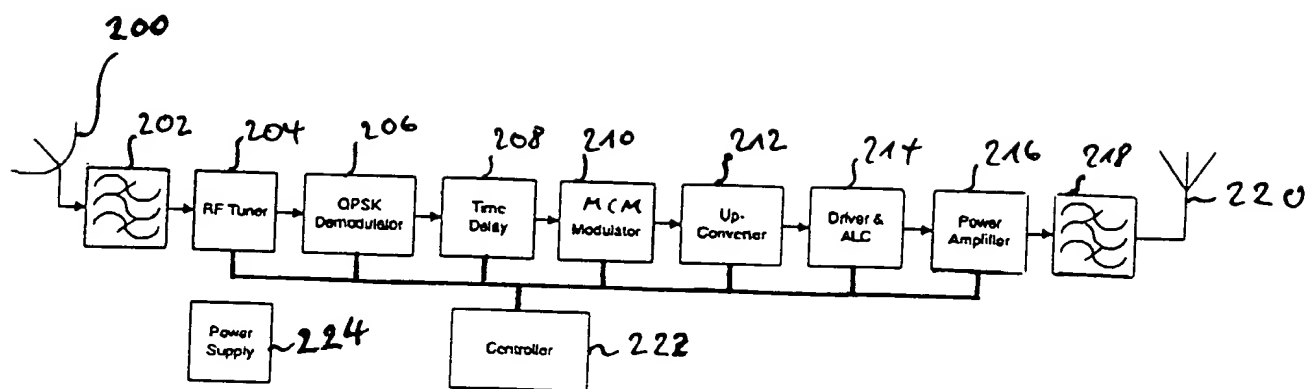 200
202
204
206
208
210
212
217
216
218
220
RF Tuner
QPSK
Demodulator
Time
Delay
MCM
Modulator
Up-
Converter
Driver &
ALC
Power
Amplifier
Power
Supply
224
Controller
222